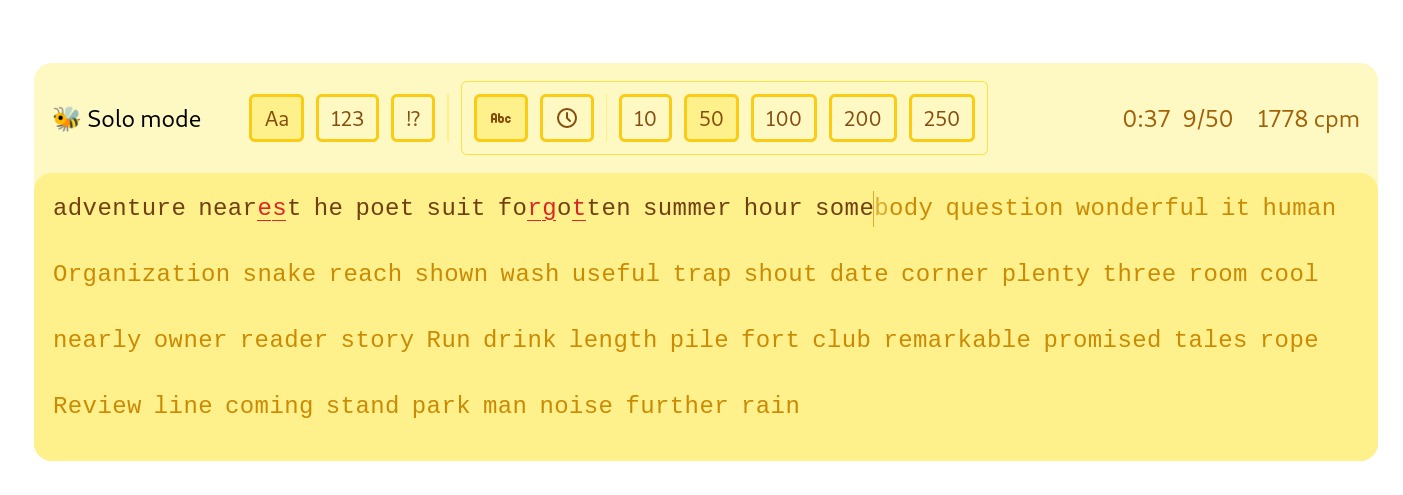 Solo mode Aa 123 !? Abc 10 50 100 200 250 0:37 9/50 1778 cpm
adventure nearest he poet suit forgotten summer hour somebody question wonderful it human
Organization snake reach shown wash useful trap shout date corner plenty three room cool
nearly owner reader story Run drink length pile fort club remarkable promised tales rope
Review line coming stand park man noise further rain